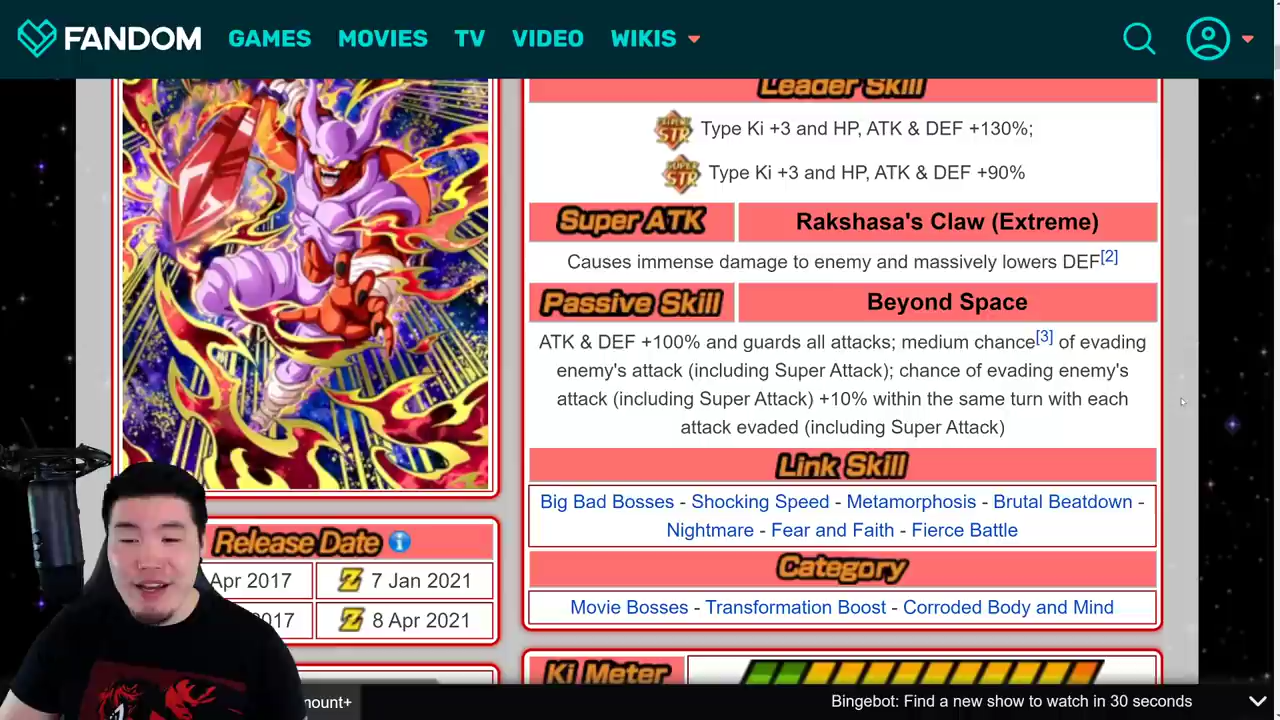 FANDOM GAMES MOVIES TV VIDEO WIKIS
Leader Skill
EXTREME STR Type Ki +3 and HP, ATK & DEF +130%;
SUPER STR Type Ki +3 and HP, ATK & DEF +90%
Super ATK Rakshasa's Claw (Extreme)
Causes immense damage to enemy and massively lowers DEF[2]
Passive Skill Beyond Space
ATK & DEF +100% and guards all attacks; medium chance[3] of evading
enemy's attack (including Super Attack); chance of evading enemy's
attack (including Super Attack) +10% within the same turn with each
attack evaded (including Super Attack)
Link Skill
Big Bad Bosses - Shocking Speed - Metamorphosis - Brutal Beatdown -
Nightmare - Fear and Faith - Fierce Battle
Category
Movie Bosses - Transformation Boost - Corroded Body and Mind
Ki Meter
Release Date i
Apr 2017 Z 7 Jan 2021
2017 Z 8 Apr 2021
mount+
Bingebot: Find a new show to watch in 30 seconds